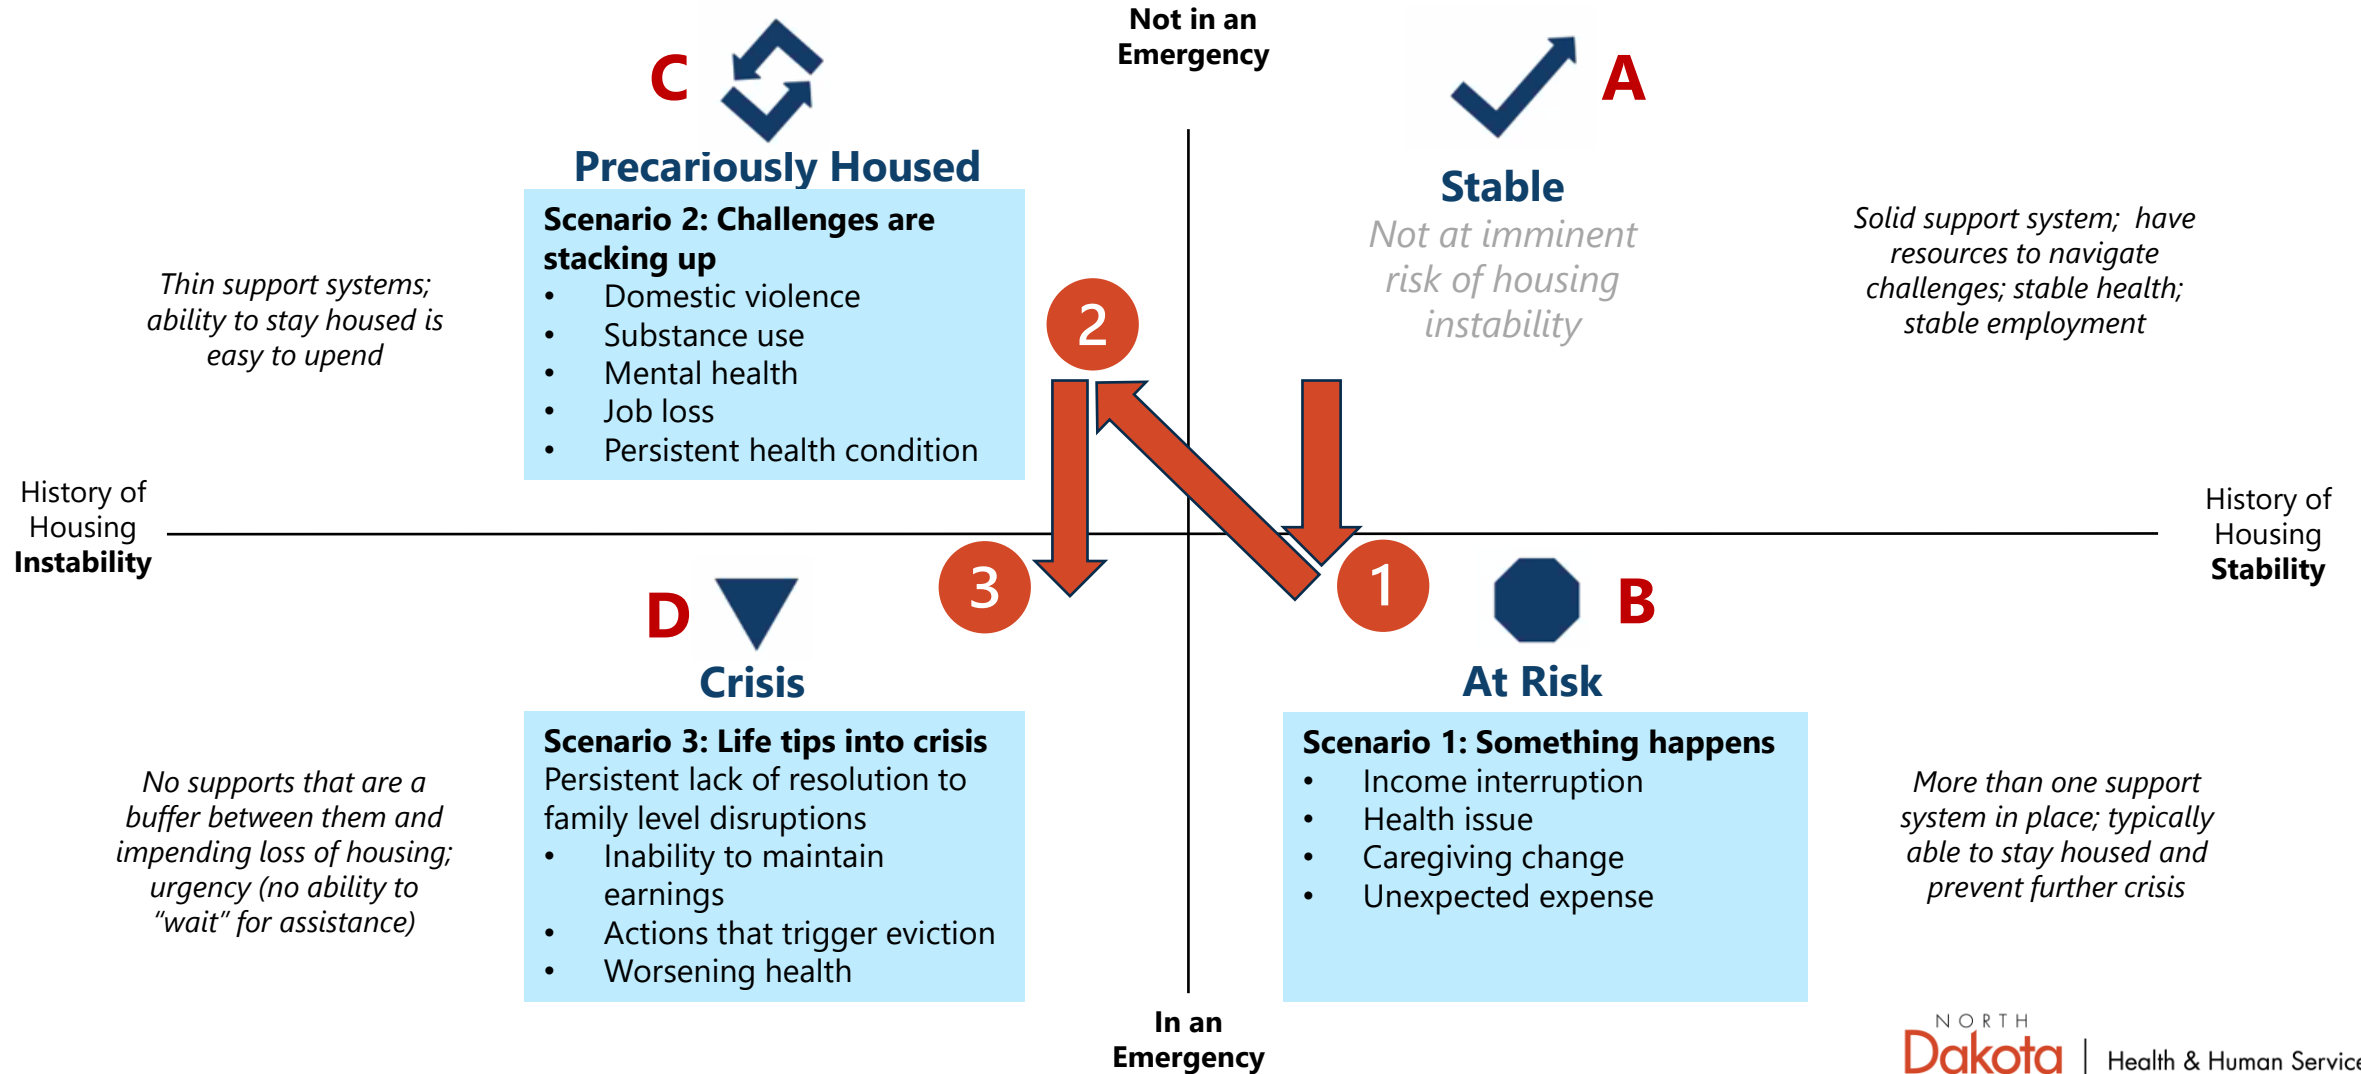 Not in an
Emergency
C
Precariously Housed
Scenario 2: Challenges are
stacking up
• Domestic violence
• Substance use
• Mental health
• Job loss
• Persistent health condition
Thin support systems;
ability to stay housed is
easy to upend
A
Stable
Not at imminent
risk of housing
instability
Solid support system; have
resources to navigate
challenges; stable health;
stable employment
2
History of
Housing
Instability
History of
Housing
Stability
3
1
D
Crisis
Scenario 3: Life tips into crisis
Persistent lack of resolution to
family level disruptions
• Inability to maintain
earnings
• Actions that trigger eviction
• Worsening health
No supports that are a
buffer between them and
impending loss of housing;
urgency (no ability to
“wait” for assistance)
B
At Risk
Scenario 1: Something happens
• Income interruption
• Health issue
• Caregiving change
• Unexpected expense
More than one support
system in place; typically
able to stay housed and
prevent further crisis
In an
Emergency
NORTH
Dakota | Health & Human Service